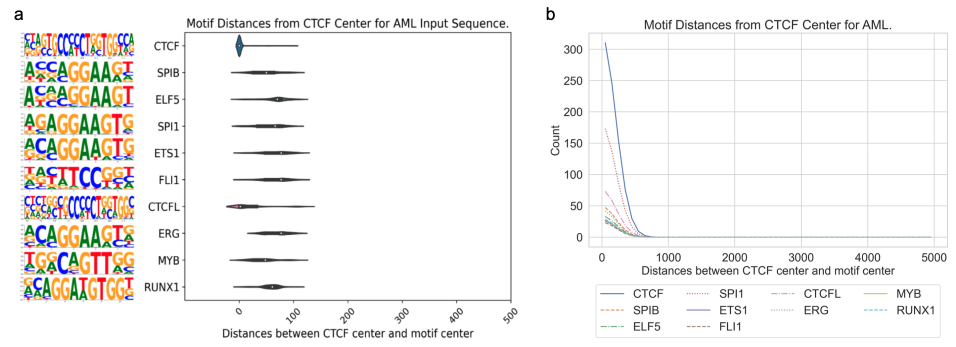 a
Motif Distances from CTCF Center for AML Input Sequence.
CTCF
SPIB
ELF5
SPI1
ETS1
FLI1
CTCFL
ERG
MYB
RUNX1
0 100 200 300 400 500
Distances between CTCF center and motif center
b
Motif Distances from CTCF Center for AML.
Count
300
250
200
150
100
50
0
0 1000 2000 3000 4000 5000
Distances between CTCF center and motif center
CTCF SPI1 CTCFL MYB
SPIB ETS1 ERG RUNX1
ELF5 FLI1